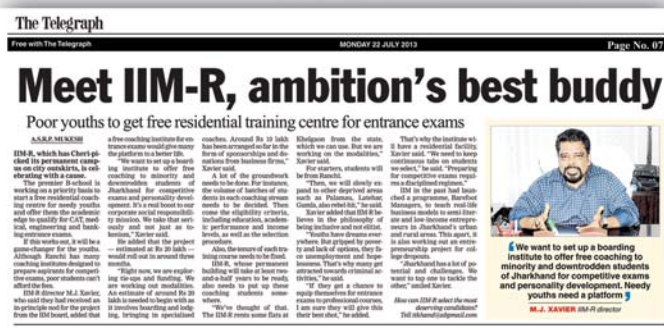 The Telegraph
Free with The Telegraph
MONDAY 22 JULY 2013
Page No. 07
Meet IIM-R, ambition's best buddy
Poor youths to get free residential training centre for entrance exams
A.S.R.P. MUKESH
IIM-R, which has Cheri-pi-
cked its permanent camp-
us on city outskirts, is cel-
ebrating with a cause.
The premier B-school is
working on a priority basis to
start a free residential coach-
ing centre for needy youths
and offer them the academic
edge to qualify for CAT, med-
ical, engineering and bank-
ing entrance exams.
If this works out, it will be a
game-changer for the youths.
Although Ranchi has many
coaching institutes designed to
prepare aspirants for competi-
tive exams, poor students can't
afford the fees.
IIM-R director M.J. Xavier,
who said they had received an
in-principle nod for the project
from the IIM board, added that
a free coaching institute for en-
trance exams would give many
the platform to a better life.
"We want to set up a board-
ing institute to offer free
coaching to minority and
downtrodden students of
Jharkhand for competitive
exams and personality devel-
opment. It's a real boost to our
corporate social responsibili-
ty mission. We take that seri-
ously and not just as to-
kenism," Xavier said.
He added that the project
— estimated at Rs 20 lakh —
would roll out in around three
months.
"Right now, we are explor-
ing tie-ups and funding. We
are working out modalities.
An estimate of around Rs 20
lakh is needed to begin with as
it involves boarding and lodg-
ing, bringing in specialised
coaches. Around Rs 10 lakh
has been arranged so far in the
form of sponsorships and do-
nations from business firms,"
Xavier said.
A lot of the groundwork
needs to be done. For instance,
the volume of batches of stu-
dents in each coaching stream
needs to be decided. Then
come the eligibility criteria,
including education, academ-
ic performance and income
levels, as well as the selection
procedure.
Also, the tenure of each tra-
ining course needs to be fixed.
IIM-R, whose permanent
building will take at least two-
and-a-half years to be ready,
also needs to put up these
coaching students some-
where.
"We've thought of that.
The IIM-R rents some flats at
Khelgaon from the state,
which we can use. But we are
working on the modalities,"
Xavier said.
For starters, students will
be from Ranchi.
"Then, we will slowly ex-
pand to other deprived areas
such as Palamau, Latehar,
Gumla, also rebel-hit," he said.
Xavier added that IIM-R be-
lieves in the philosophy of
being inclusive and not elitist.
"Youths have dreams every-
where. But gripped by pover-
ty and lack of options, they fa-
ce unemployment and hope-
lessness. That's why many get
attracted towards criminal ac-
tivities," he said.
"If they get a chance to
equip themselves for entrance
exams to professional courses,
I am sure they will give this
their best shot," he added.
That's why the institute wi-
ll have a residential facility,
Xavier said. "We need to keep
continuous tabs on students
we select," he said. "Preparing
for competitive exams requi-
res a disciplined regimen."
IIM in the past had laun-
ched a programme, Barefoot
Managers, to teach real-life
business models to semi-liter-
ate and low-income entrepre-
neurs in Jharkhand's urban
and rural areas. This apart, it
is also working out an entre-
preneurship project for col-
lege dropouts.
"Jharkhand has a lot of po-
tential and challenges. We
want to tap one to tackle the
other," smiled Xavier.
How can IIM-R select the most
deserving candidates?
We want to set up a boarding
institute to offer free coaching to
minority and downtrodden students
of Jharkhand for competitive exams
and personality development. Needy
youths need a platform
M.J. XAVIER IIM-R director